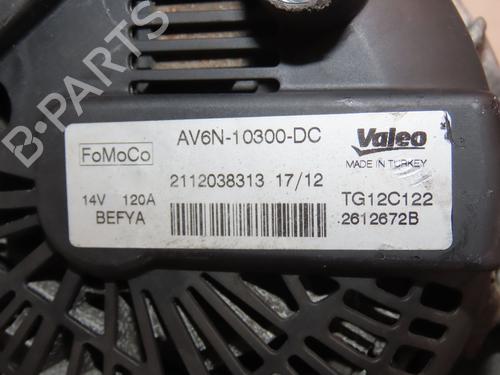 B-PARTS
AV6N-10300-DC
Valeo
FoMoCo
MADE IN TURKEY
2112038313 17/12
TG12C122
14V 120A
BEFYA
2612672B